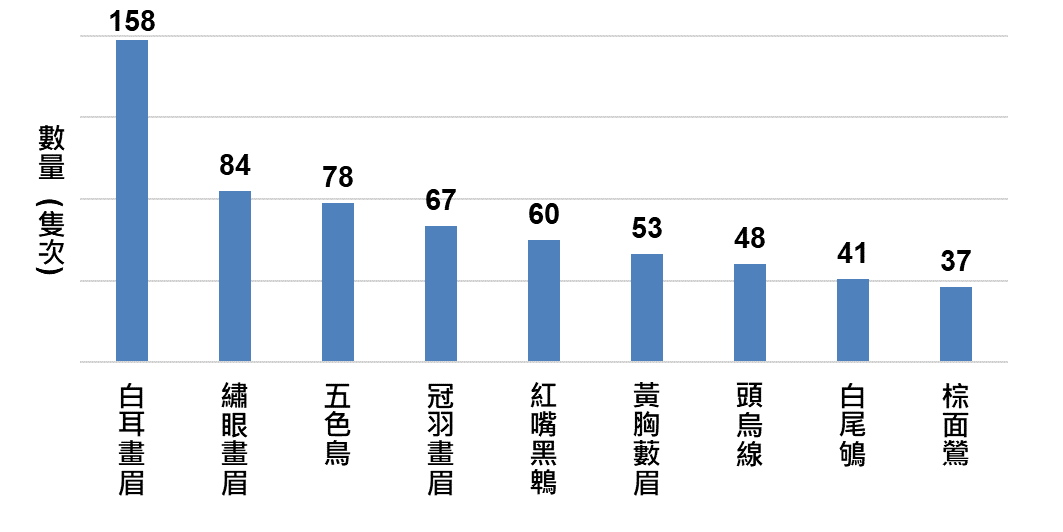 158
84
78
67
60
53
48
41
37
數量(隻次)
白耳畫眉
繡眼畫眉
五色鳥
冠羽畫眉
紅嘴黑鵯
黃胸藪眉
頭烏線
白尾鴝
棕面鶯